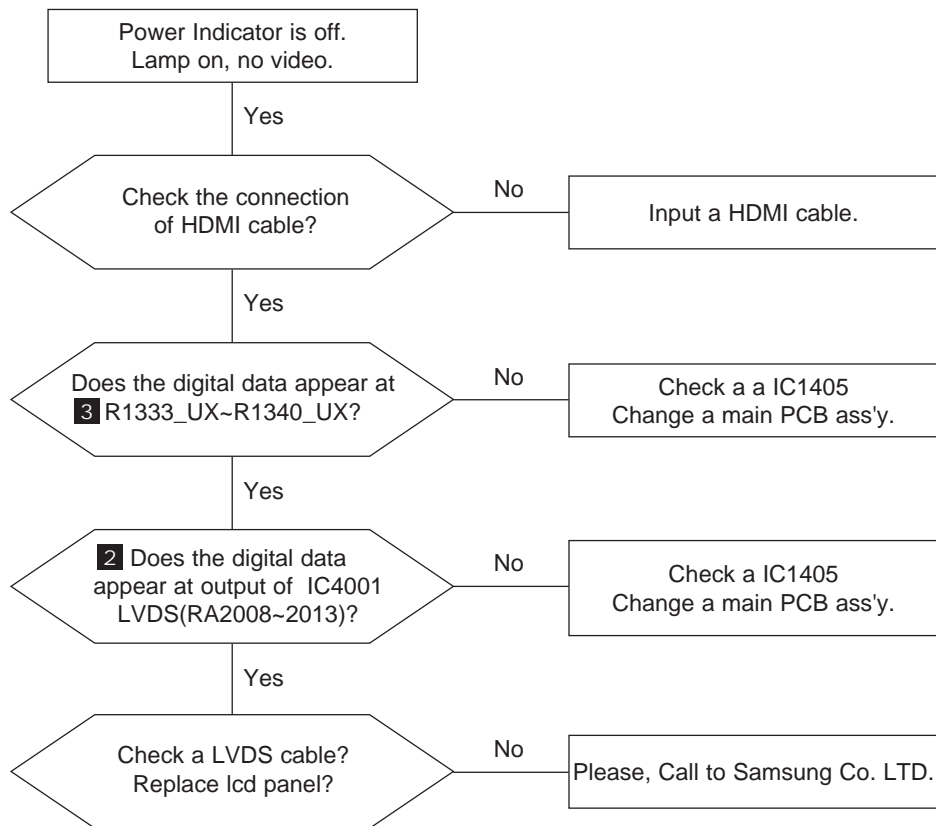 Power Indicator is off.
Lamp on, no video.
Yes
Check the connection
of HDMI cable?
No
Input a HDMI cable.
Yes
Does the digital data appear at
3 R1333_UX~R1340_UX?
No
Check a a IC1405
Change a main PCB ass'y.
Yes
2 Does the digital data
appear at output of IC4001
LVDS(RA2008~2013)?
No
Check a IC1405
Change a main PCB ass'y.
Yes
Check a LVDS cable?
Replace lcd panel?
No
Please, Call to Samsung Co. LTD.